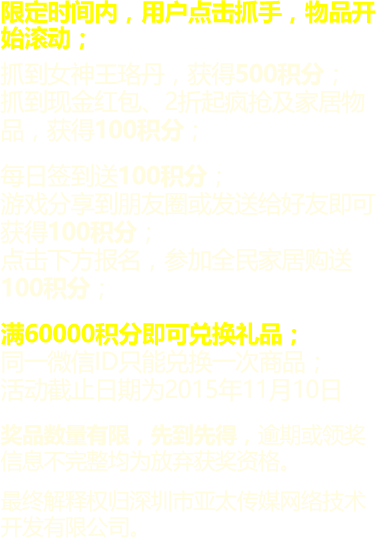 限定时间内，用户点击抓手，物品开
始滚动；
抓到女神王珞丹，获得500积分；
抓到现金红包、2折起疯抢及家居物
品，获得100积分；
每日签到送100积分；
游戏分享到朋友圈或发送给好友即可
获得100积分；
点击下方报名，参加全民家居购送
100积分；
满60000积分即可兑换礼品；
同一微信ID只能兑换一次商品；
活动截止日期为2015年11月10日
奖品数量有限，先到先得，逾期或领奖
信息不完整均为放弃获奖资格。
最终解释权归深圳市亚太传媒网络技术
开发有限公司。